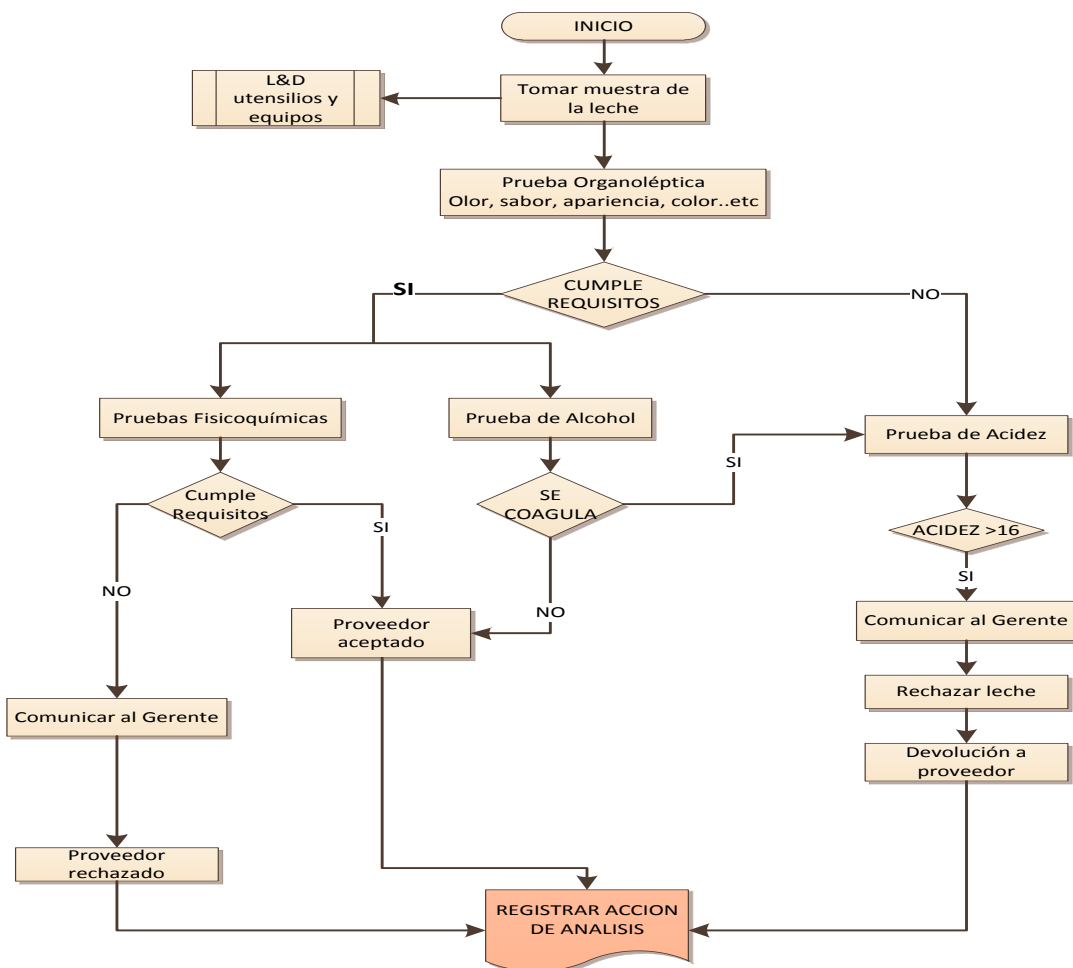 INICIO
L&D
utensilios y
equipos
Tomar muestra de
la leche
Prueba Organoléptica
Olor, sabor, apariencia, color..etc
CUMPLE
REQUISITOS
SI
NO
Pruebas Fisicoquímicas
Prueba de Alcohol
Prueba de Acidez
SI
Cumple
Requisitos
SE
COAGULA
SI
ACIDEZ >16
SI
NO
NO
Proveedor
aceptado
Comunicar al Gerente
Rechazar leche
Comunicar al Gerente
Devolución a
proveedor
Proveedor
rechazado
REGISTRAR ACCION
DE ANALISIS